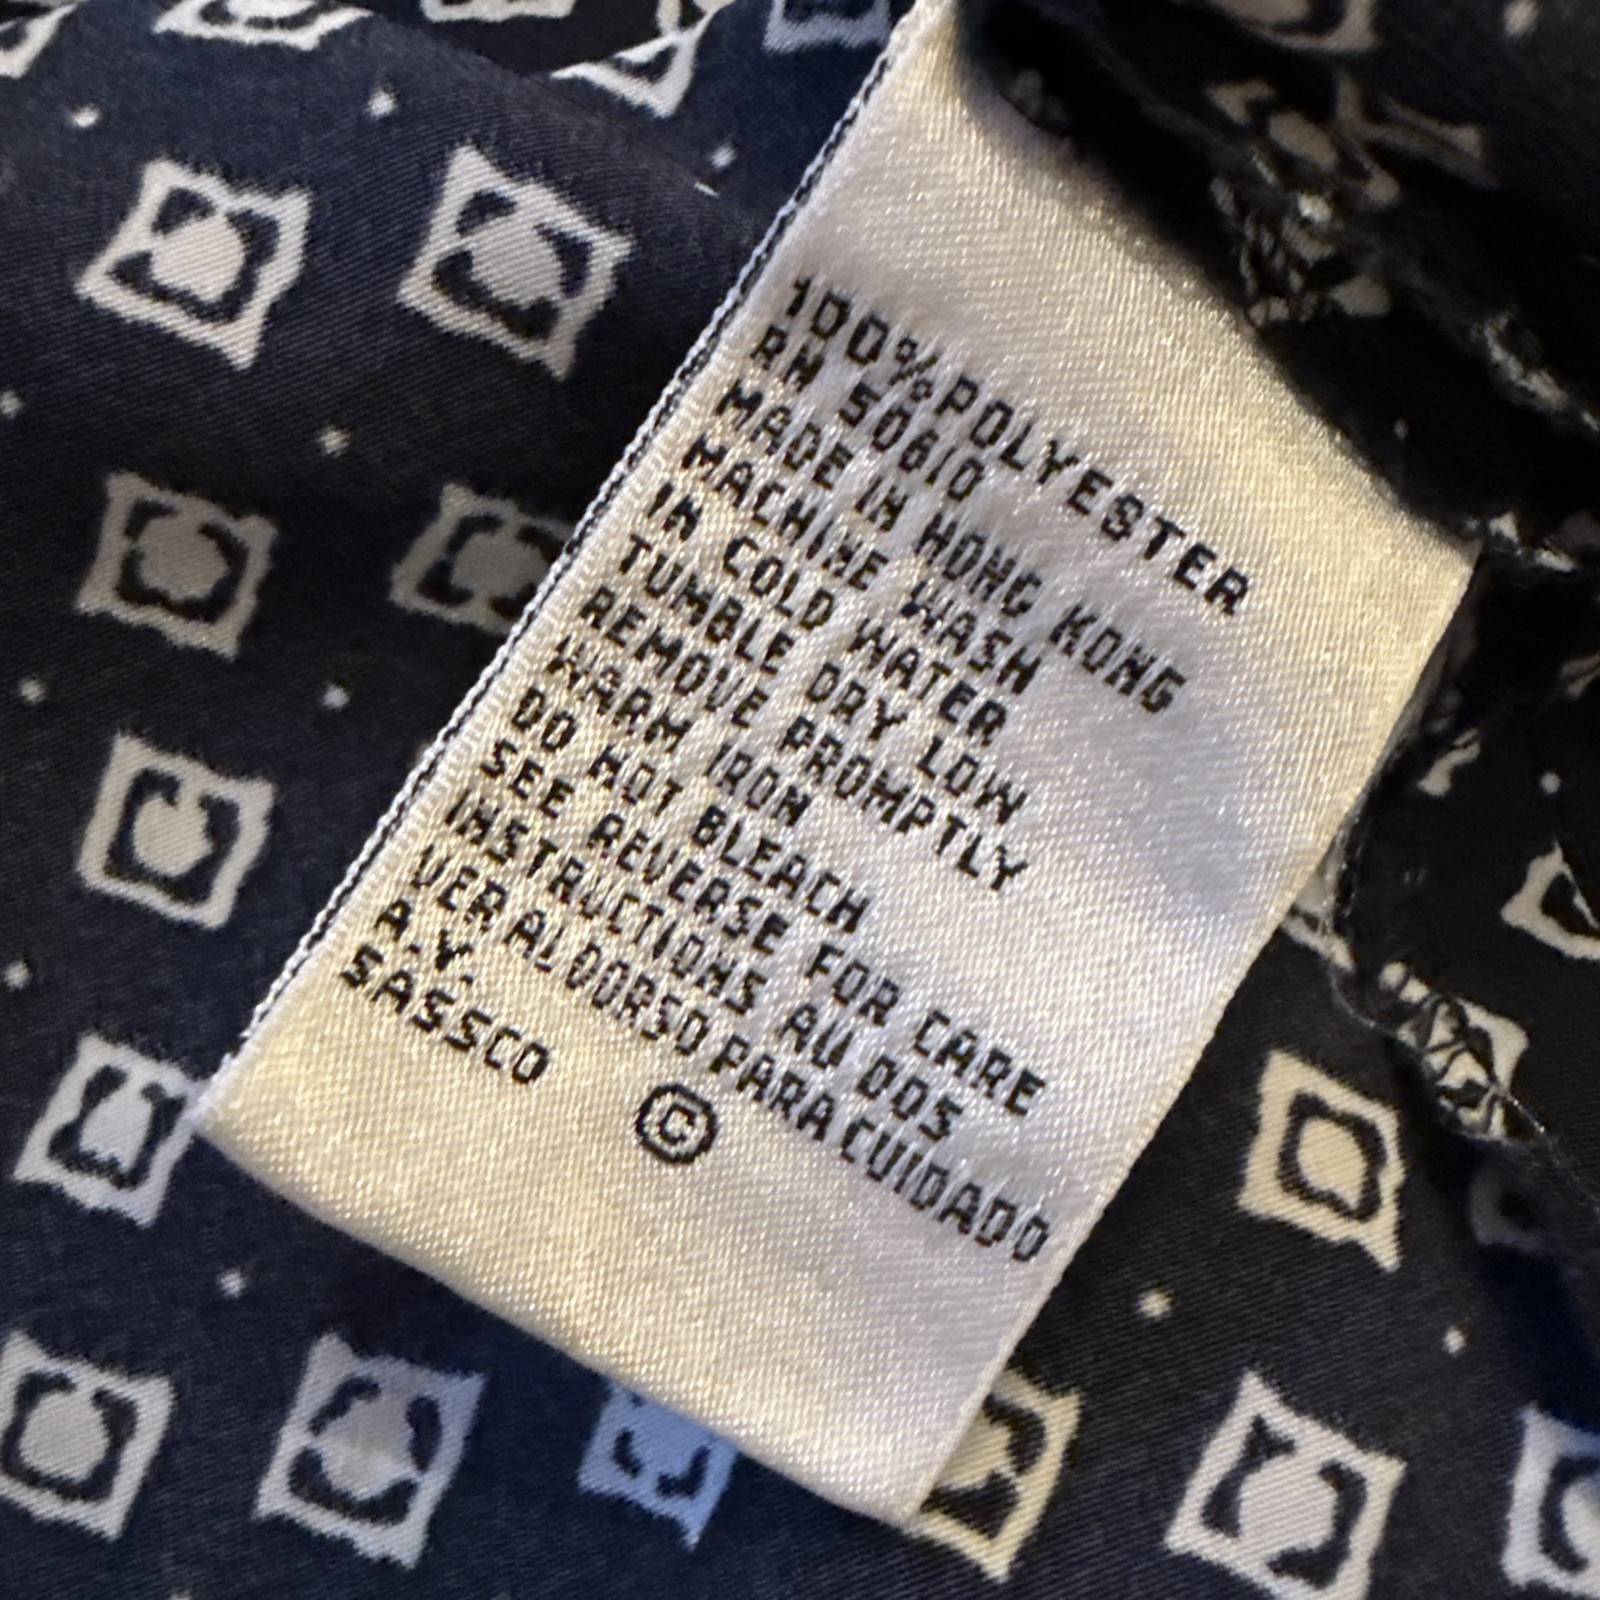 100% POLYESTER
RN 50610
MADE IN HONG KONG
MACHINE WASH
IN COLD WATER
TUMBLE DRY LOW
REMOVE PROMPTLY
WARM IRON
DO NOT BLEACH
SEE REVERSE FOR CARE
INSTRUCTIONS AU DOS
VER AL DORSO PARA CUIDADO
A.Y.
SASSCO ©